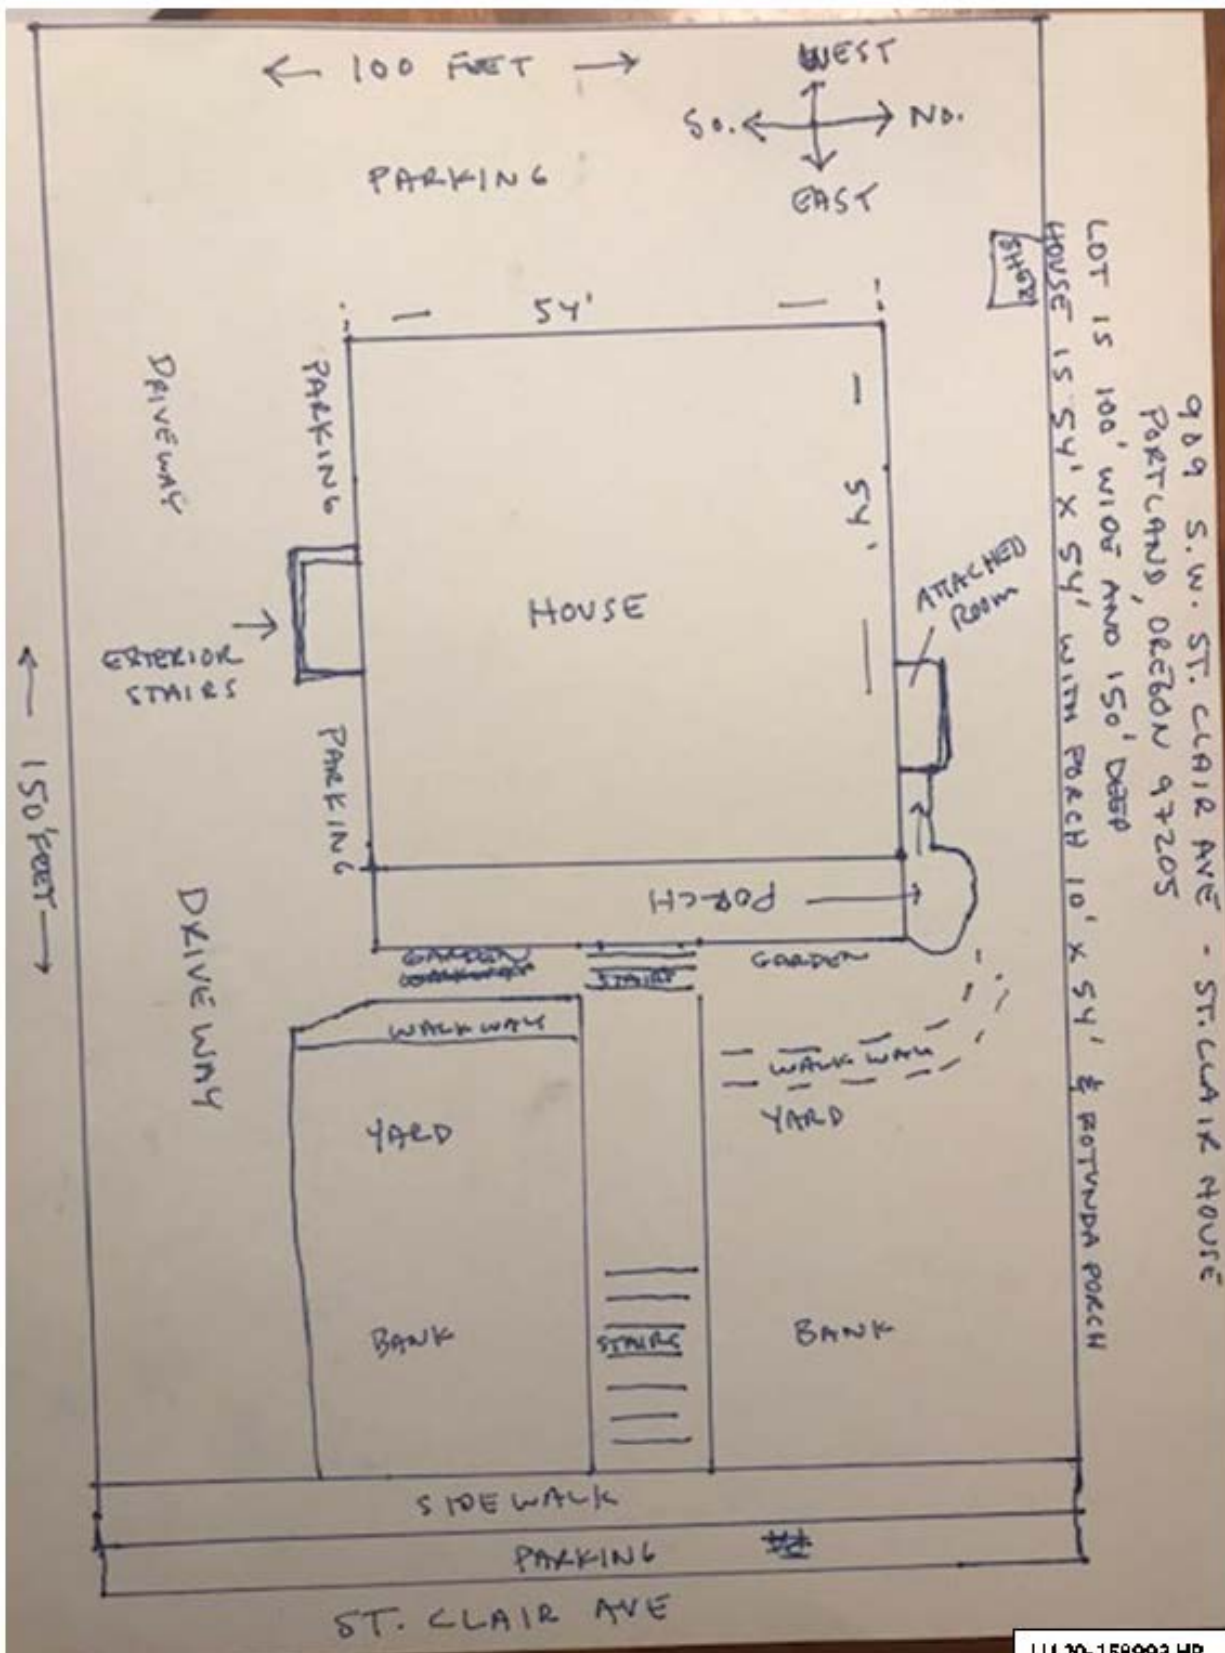 ← 100 FEET →
WEST
SO. NO.
EAST
PARKING
SHED
54'
54'
DRIVEWAY
PARKING
HOUSE
ATTACHED
ROOM
→
EXTERIOR
STAIRS
PARKING
← 150 FEET →
PORCH →
GARDEN
STAIRS
GARDEN
WALKWAY
WALK WAY
DRIVEWAY
YARD
YARD
BANK
STAIRS
BANK
SIDEWALK
PARKING
ST. CLAIR AVE
909 S.W. ST. CLAIR AVE - ST. CLAIR HOUSE
PORTLAND, OREGON 97205
LOT IS 100' WIDE AND 150' DEEP
HOUSE IS 54' X 54' WITH PORCH 10' X 54' & ROTUNDA PORCH